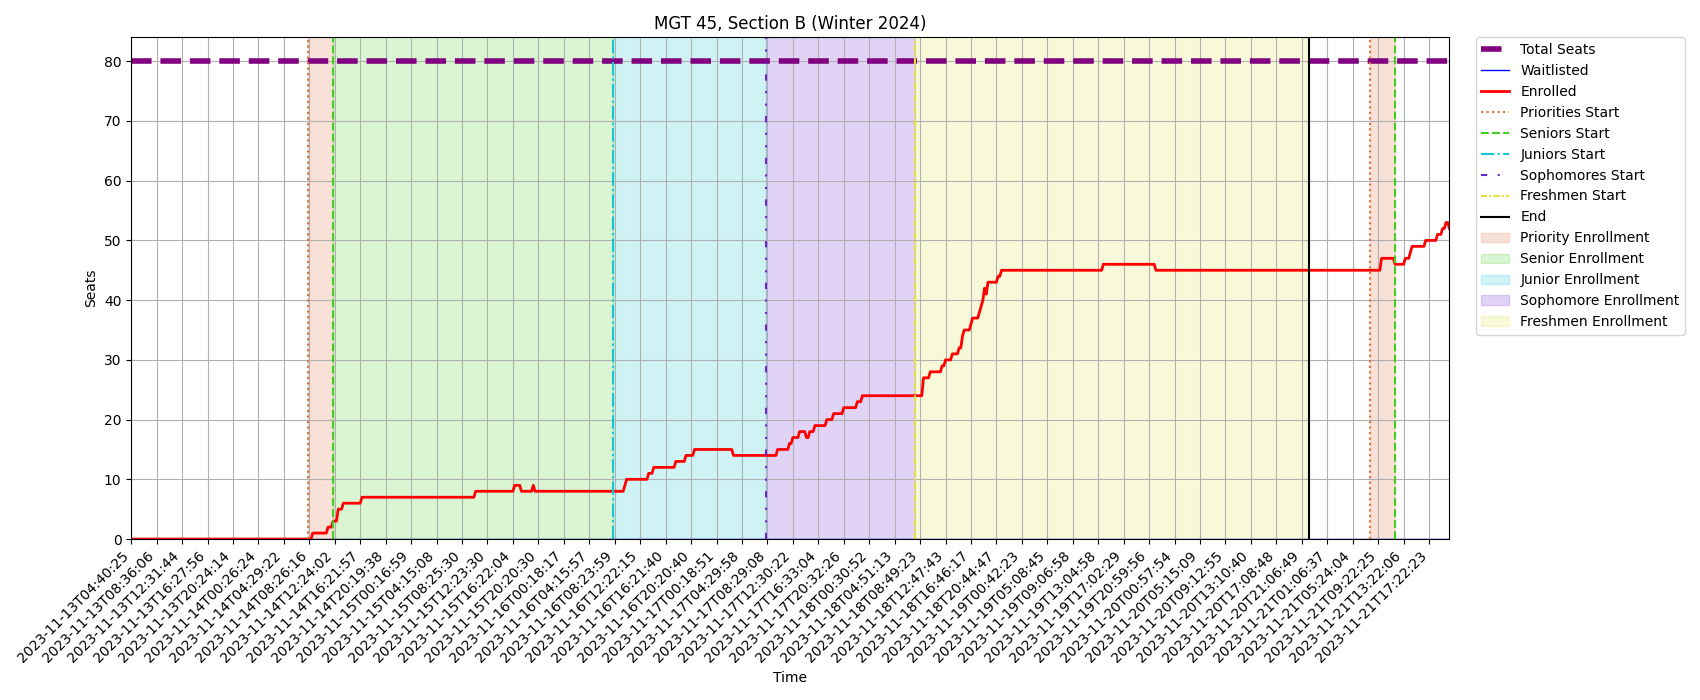 MGT 45, Section B (Winter 2024)
Seats
80
70
60
50
40
30
20
10
0
2023-11-13T04:40:25
2023-11-13T08:36:06
2023-11-13T12:31:44
2023-11-13T16:27:56
2023-11-13T20:24:14
2023-11-14T00:26:24
2023-11-14T04:29:22
2023-11-14T08:26:16
2023-11-14T12:24:02
2023-11-14T16:21:57
2023-11-14T20:19:38
2023-11-15T00:16:59
2023-11-15T04:15:08
2023-11-15T08:25:30
2023-11-15T12:23:30
2023-11-15T16:22:04
2023-11-15T20:20:30
2023-11-16T00:18:17
2023-11-16T04:15:57
2023-11-16T08:23:59
2023-11-16T12:22:15
2023-11-16T16:21:40
2023-11-16T20:20:40
2023-11-17T00:18:51
2023-11-17T04:29:58
2023-11-17T08:29:08
2023-11-17T12:30:22
2023-11-17T16:33:04
2023-11-17T20:32:26
2023-11-18T00:30:52
2023-11-18T04:51:13
2023-11-18T08:49:23
2023-11-18T12:47:43
2023-11-18T16:46:17
2023-11-18T20:44:47
2023-11-19T00:42:23
2023-11-19T05:08:45
2023-11-19T09:06:58
2023-11-19T13:04:58
2023-11-19T17:02:29
2023-11-19T20:59:56
2023-11-20T00:57:54
2023-11-20T05:15:09
2023-11-20T09:12:55
2023-11-20T13:10:40
2023-11-20T17:08:48
2023-11-20T21:06:49
2023-11-21T01:06:37
2023-11-21T05:24:04
2023-11-21T09:22:25
2023-11-21T13:22:06
2023-11-21T17:22:23
Time
Total Seats
Waitlisted
Enrolled
Priorities Start
Seniors Start
Juniors Start
Sophomores Start
Freshmen Start
End
Priority Enrollment
Senior Enrollment
Junior Enrollment
Sophomore Enrollment
Freshmen Enrollment